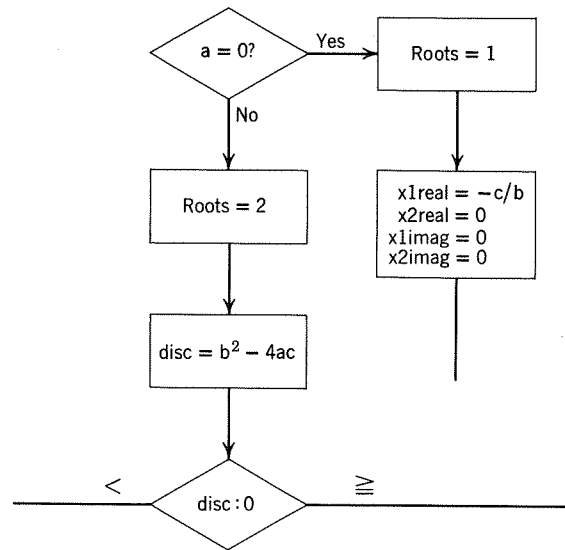 a = 0?
Yes
Roots = 1
No
Roots = 2
x1real = −c/b
x2real = 0
x1imag = 0
x2imag = 0
disc = b² − 4ac
<
disc : 0
≧